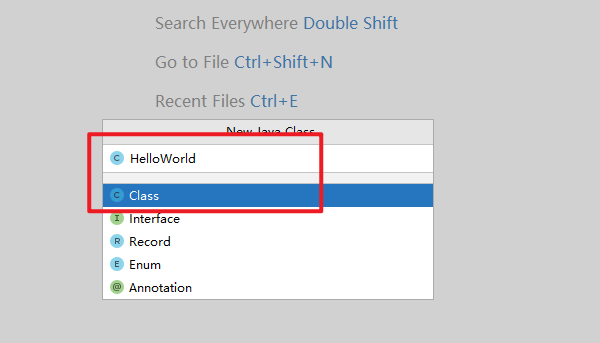 Search Everywhere Double Shift
Go to File Ctrl+Shift+N
Recent Files Ctrl+E
New Java Class
C HelloWorld
C Class
I Interface
R Record
E Enum
@ Annotation